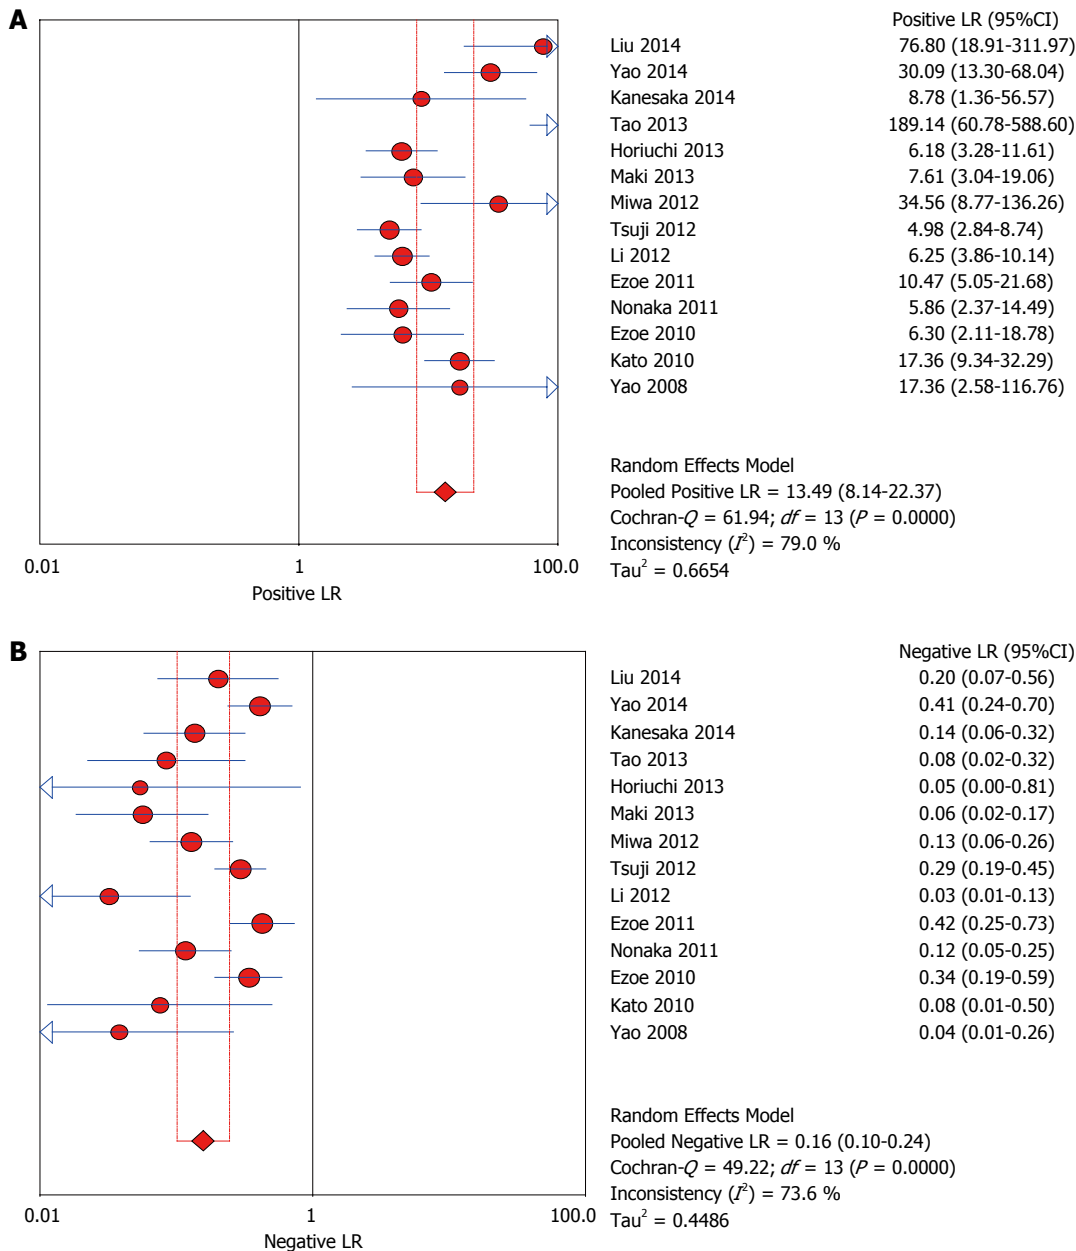 A
Positive LR (95%CI)
Liu 2014 76.80 (18.91-311.97)
Yao 2014 30.09 (13.30-68.04)
Kanesaka 2014 8.78 (1.36-56.57)
Tao 2013 189.14 (60.78-588.60)
Horiuchi 2013 6.18 (3.28-11.61)
Maki 2013 7.61 (3.04-19.06)
Miwa 2012 34.56 (8.77-136.26)
Tsuji 2012 4.98 (2.84-8.74)
Li 2012 6.25 (3.86-10.14)
Ezoe 2011 10.47 (5.05-21.68)
Nonaka 2011 5.86 (2.37-14.49)
Ezoe 2010 6.30 (2.11-18.78)
Kato 2010 17.36 (9.34-32.29)
Yao 2008 17.36 (2.58-116.76)
Random Effects Model
Pooled Positive LR = 13.49 (8.14-22.37)
Cochran-Q = 61.94; df = 13 (P = 0.0000)
Inconsistency (I²) = 79.0 %
Tau² = 0.6654
0.01 1 100.0
Positive LR
B
Negative LR (95%CI)
Liu 2014 0.20 (0.07-0.56)
Yao 2014 0.41 (0.24-0.70)
Kanesaka 2014 0.14 (0.06-0.32)
Tao 2013 0.08 (0.02-0.32)
Horiuchi 2013 0.05 (0.00-0.81)
Maki 2013 0.06 (0.02-0.17)
Miwa 2012 0.13 (0.06-0.26)
Tsuji 2012 0.29 (0.19-0.45)
Li 2012 0.03 (0.01-0.13)
Ezoe 2011 0.42 (0.25-0.73)
Nonaka 2011 0.12 (0.05-0.25)
Ezoe 2010 0.34 (0.19-0.59)
Kato 2010 0.08 (0.01-0.50)
Yao 2008 0.04 (0.01-0.26)
Random Effects Model
Pooled Negative LR = 0.16 (0.10-0.24)
Cochran-Q = 49.22; df = 13 (P = 0.0000)
Inconsistency (I²) = 73.6 %
Tau² = 0.4486
0.01 1 100.0
Negative LR